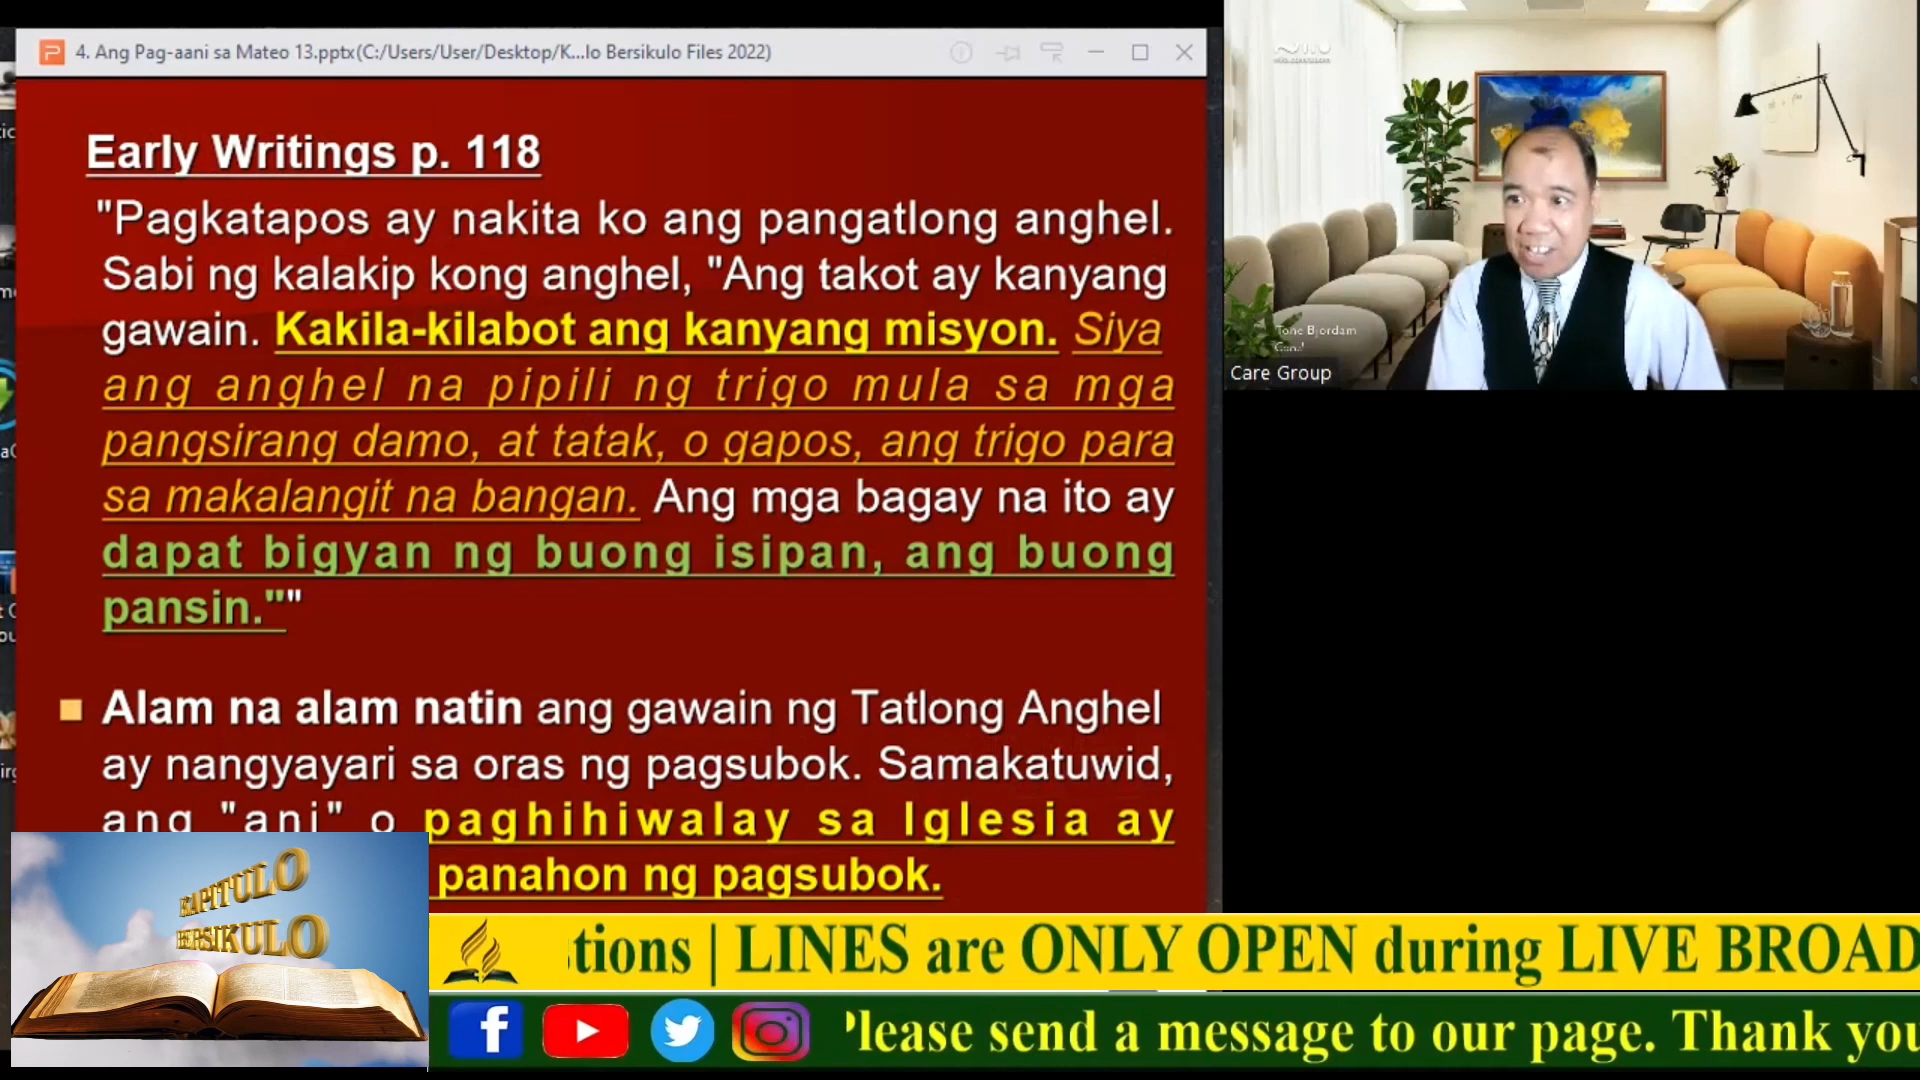 4. Ang Pag-aani sa Mateo 13.pptx(C:/Users/User/Desktop/K...lo Bersikulo Files 2022)
Early Writings p. 118
"Pagkatapos ay nakita ko ang pangatlong anghel.
Sabi ng kalakip kong anghel, "Ang takot ay kanyang
gawain. Kakila-kilabot ang kanyang misyon. Siya
ang anghel na pipili ng trigo mula sa mga
pangsirang damo, at tatak, o gapos, ang trigo para
sa makalangit na bangan. Ang mga bagay na ito ay
dapat bigyan ng buong isipan, ang buong
pansin.""
Alam na alam natin ang gawain ng Tatlong Anghel
ay nangyayari sa oras ng pagsubok. Samakatuwid,
ang "ani" o paghihiwalay sa Iglesia ay
panahon ng pagsubok.
Tone Bjordam
Care Group
KAPITULO
BERSIKULO
tions | LINES are ONLY OPEN during LIVE BROAD
Please send a message to our page. Thank you